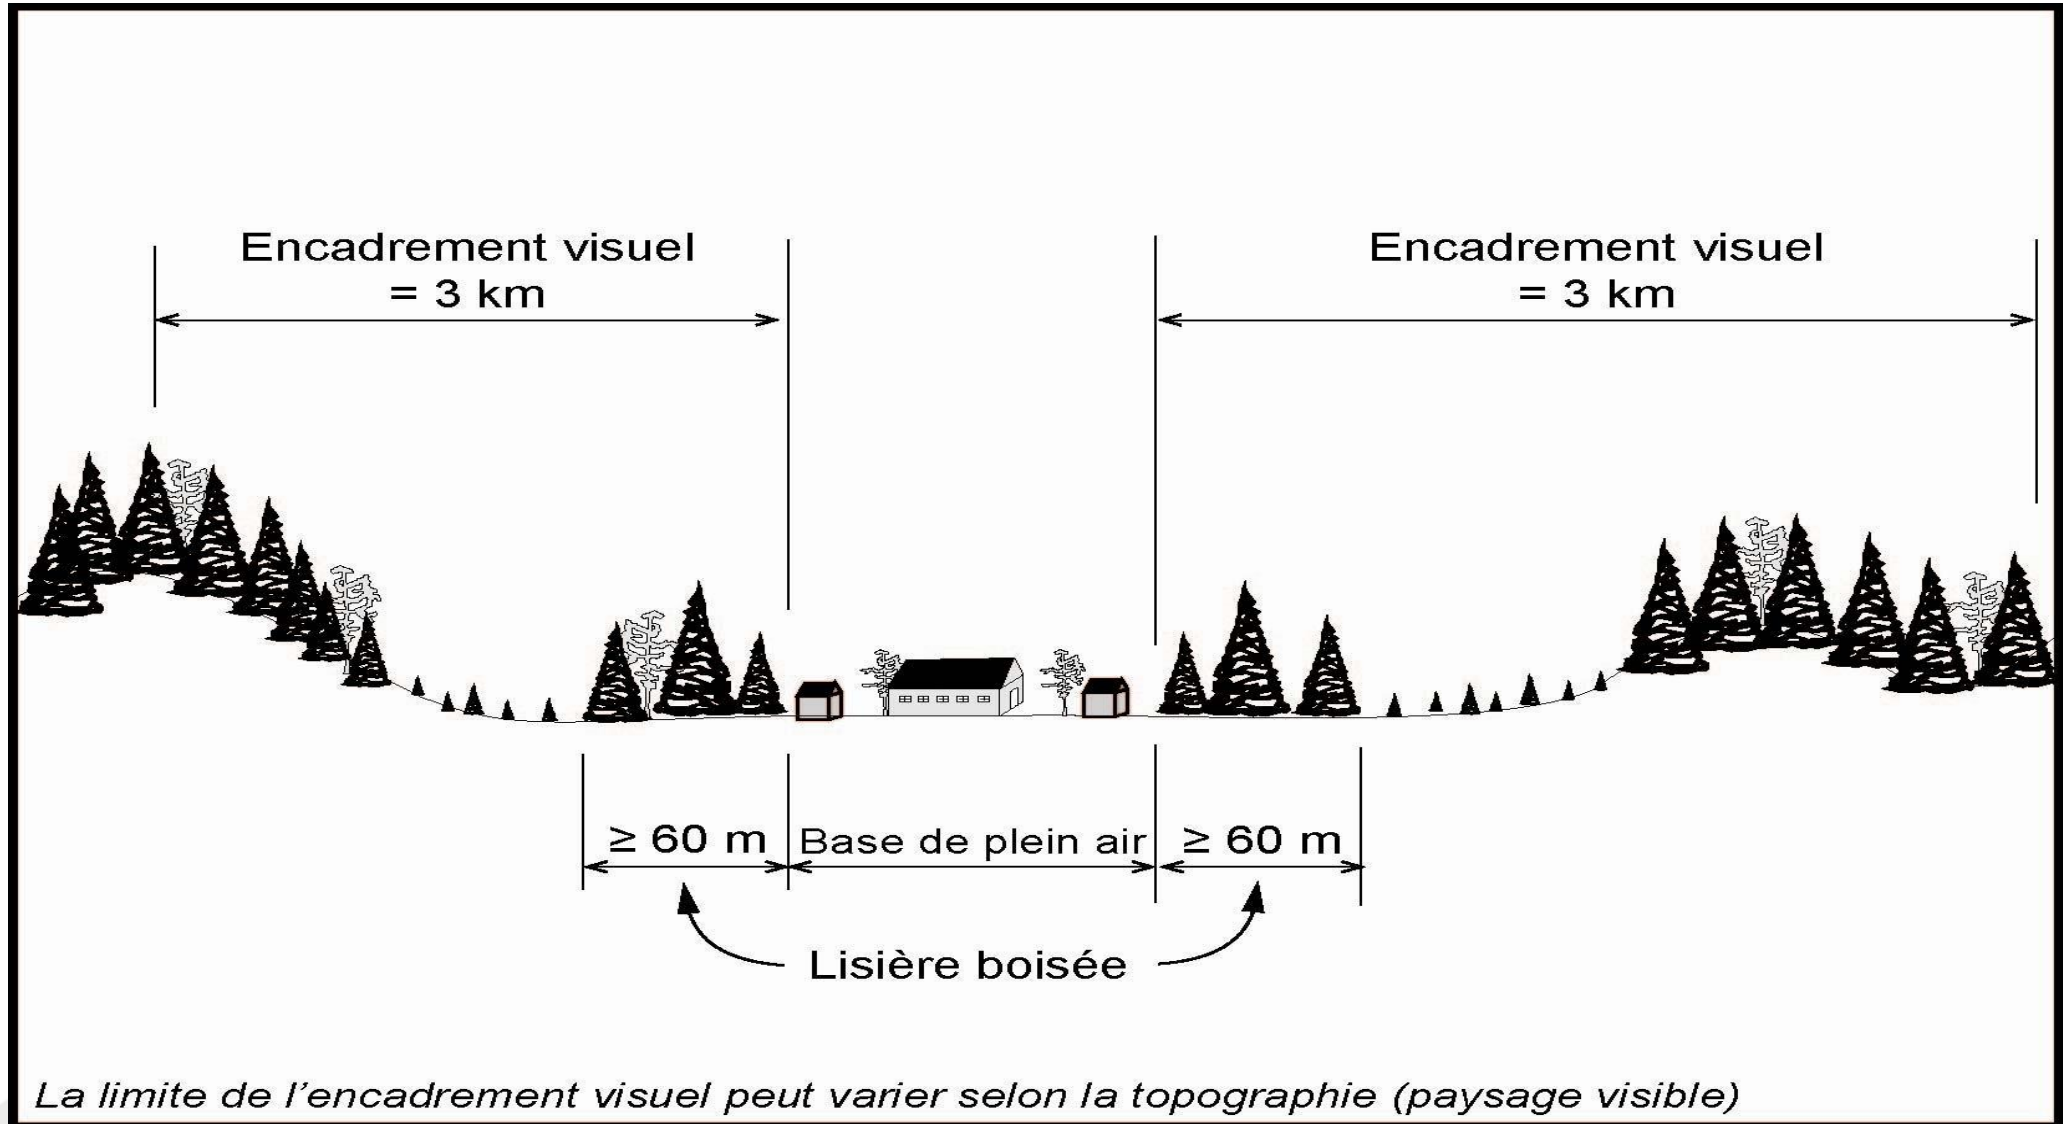 Encadrement visuel
= 3 km
Encadrement visuel
= 3 km
≥ 60 m
Base de plein air
≥ 60 m
Lisière boisée
La limite de l'encadrement visuel peut varier selon la topographie (paysage visible)